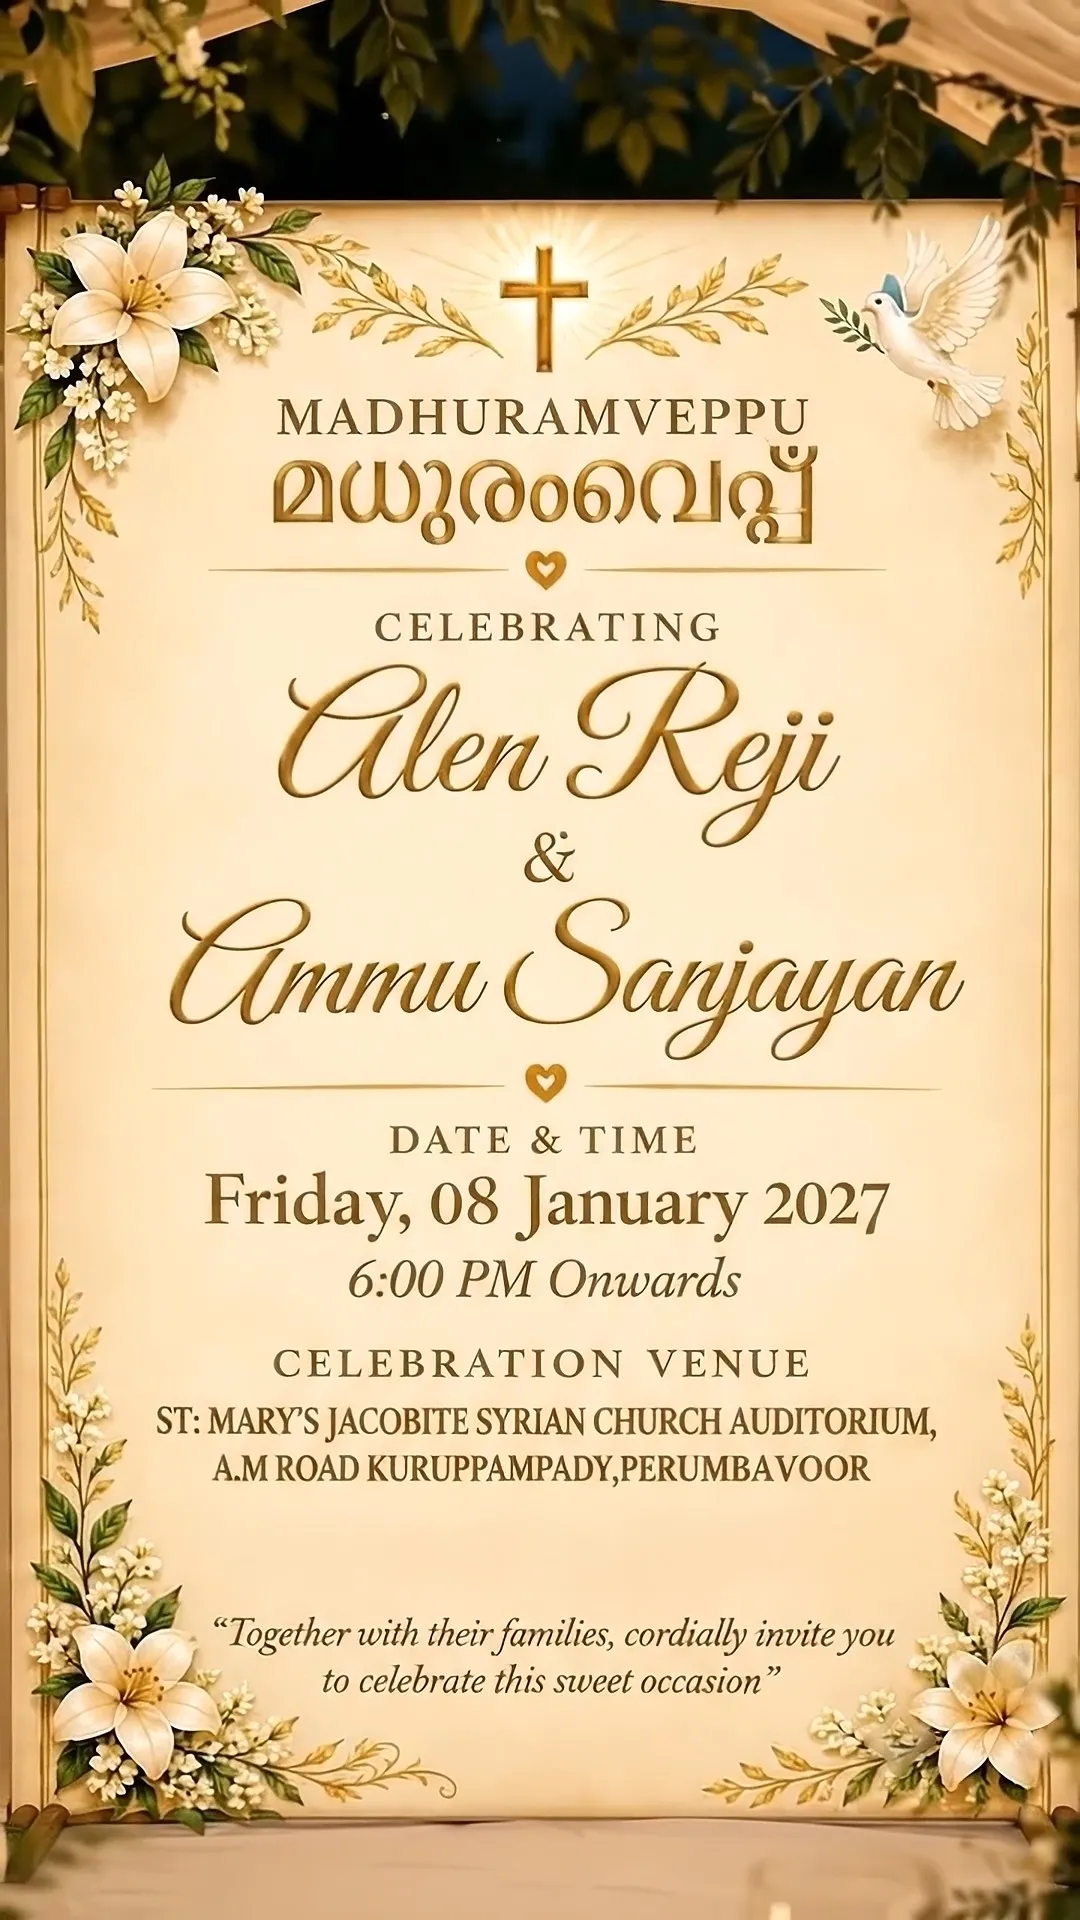 MADHURAMVEPPU
മധുരംവെപ്പ്
CELEBRATING
Alen Reji
&
Ammu Sanjayan
DATE & TIME
Friday, 08 January 2027
6:00 PM Onwards
CELEBRATION VENUE
ST: MARY'S JACOBITE SYRIAN CHURCH AUDITORIUM,
A.M ROAD KURUPPAMPADY,PERUMBAVOOR
“Together with their families, cordially invite you
to celebrate this sweet occasion”